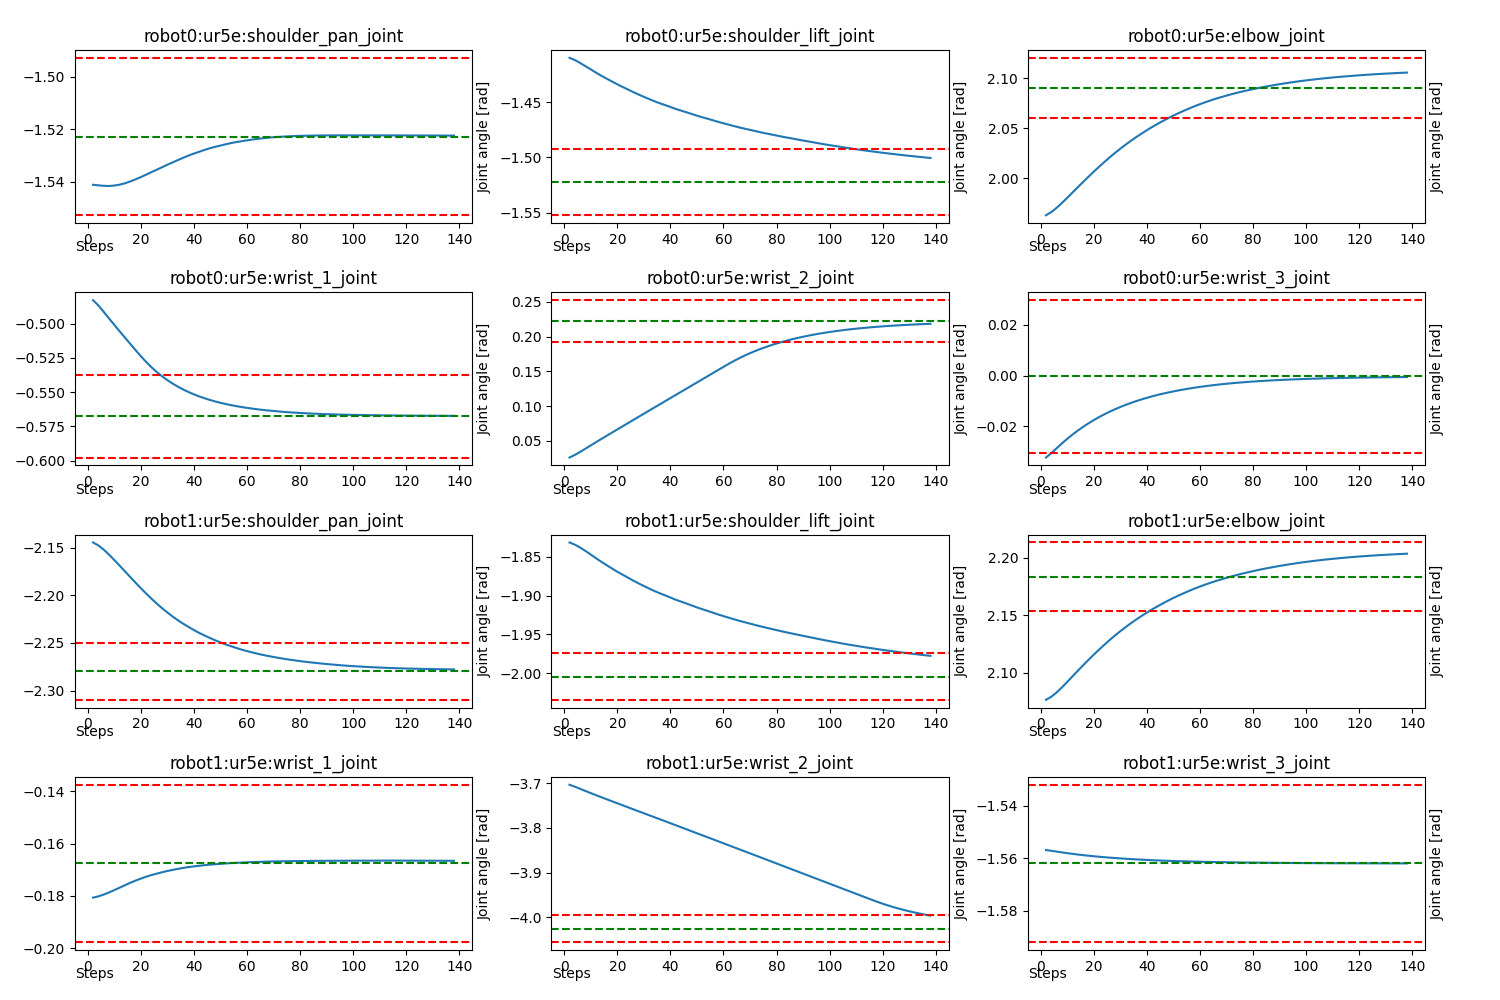 robot0:ur5e:shoulder_pan_joint
robot0:ur5e:shoulder_lift_joint
robot0:ur5e:elbow_joint
−1.50
−1.52
−1.54
0 20 40 60 80 100 120 140
Steps
Joint angle [rad]
−1.45
−1.50
−1.55
0 20 40 60 80 100 120 140
Steps
Joint angle [rad]
2.10
2.05
2.00
0 20 40 60 80 100 120 140
Steps
Joint angle [rad]
robot0:ur5e:wrist_1_joint
robot0:ur5e:wrist_2_joint
robot0:ur5e:wrist_3_joint
−0.500
−0.525
−0.550
−0.575
−0.600
0 20 40 60 80 100 120 140
Steps
Joint angle [rad]
0.25
0.20
0.15
0.10
0.05
0 20 40 60 80 100 120 140
Steps
Joint angle [rad]
0.02
0.00
−0.02
0 20 40 60 80 100 120 140
Steps
Joint angle [rad]
robot1:ur5e:shoulder_pan_joint
robot1:ur5e:shoulder_lift_joint
robot1:ur5e:elbow_joint
−2.15
−2.20
−2.25
−2.30
0 20 40 60 80 100 120 140
Steps
Joint angle [rad]
−1.85
−1.90
−1.95
−2.00
0 20 40 60 80 100 120 140
Steps
Joint angle [rad]
2.20
2.15
2.10
0 20 40 60 80 100 120 140
Steps
Joint angle [rad]
robot1:ur5e:wrist_1_joint
robot1:ur5e:wrist_2_joint
robot1:ur5e:wrist_3_joint
−0.14
−0.16
−0.18
−0.20
0 20 40 60 80 100 120 140
Steps
Joint angle [rad]
−3.7
−3.8
−3.9
−4.0
0 20 40 60 80 100 120 140
Steps
Joint angle [rad]
−1.54
−1.56
−1.58
0 20 40 60 80 100 120 140
Steps
Joint angle [rad]